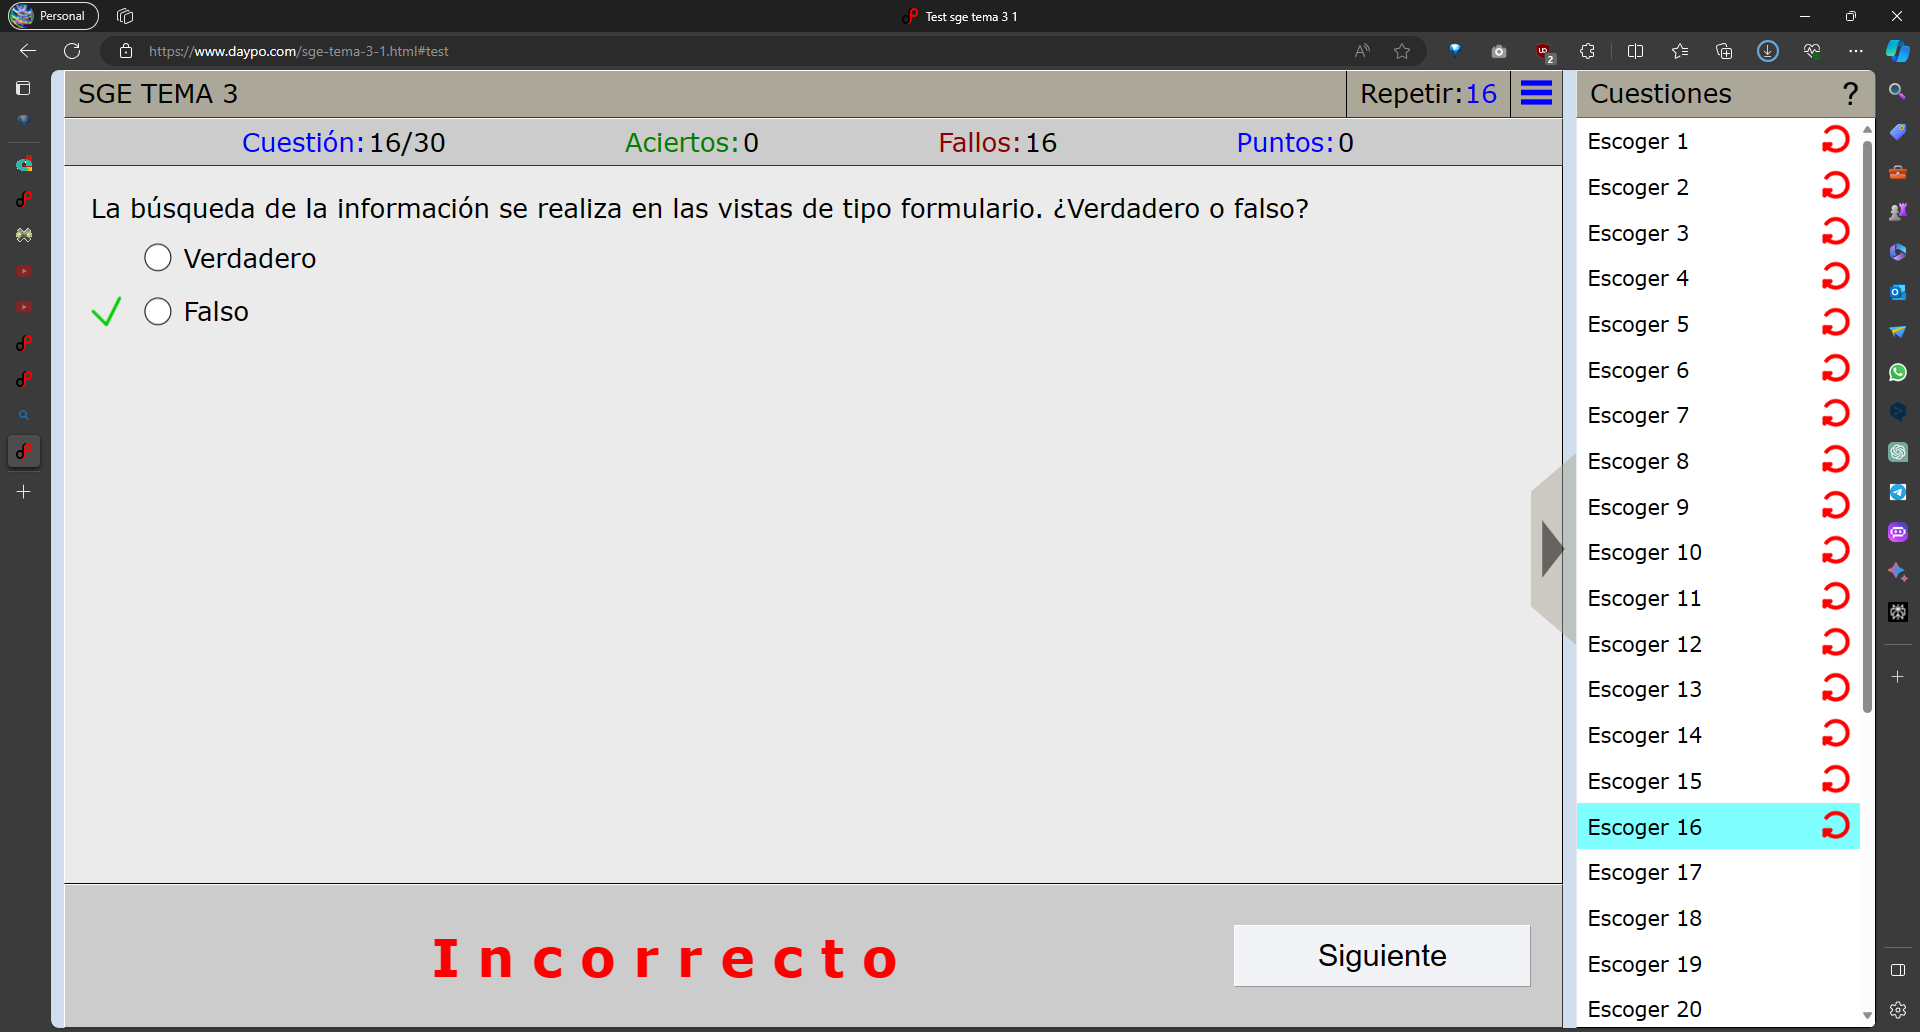 Personal
Test sge tema 3 1
https://www.daypo.com/sge-tema-3-1.html#test
2
SGE TEMA 3
Repetir:16
Cuestión:16/30 Aciertos:0 Fallos:16 Puntos:0
La búsqueda de la información se realiza en las vistas de tipo formulario. ¿Verdadero o falso?
Verdadero
Falso
Incorrecto
Siguiente
Cuestiones ?
Escoger 1
Escoger 2
Escoger 3
Escoger 4
Escoger 5
Escoger 6
Escoger 7
Escoger 8
Escoger 9
Escoger 10
Escoger 11
Escoger 12
Escoger 13
Escoger 14
Escoger 15
Escoger 16
Escoger 17
Escoger 18
Escoger 19
Escoger 20